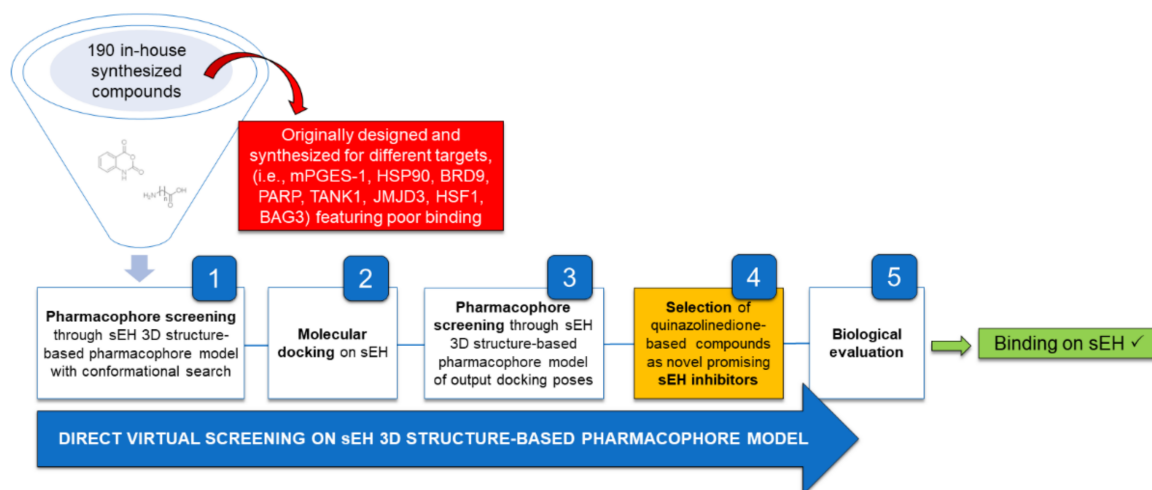 190 in-house
synthesized
compounds
Originally designed and
synthesized for different targets,
(i.e., mPGES-1, HSP90, BRD9,
PARP, TANK1, JMJD3, HSF1,
BAG3) featuring poor binding
O
O
N
H
O
H₂N
n
OH
O
1
Pharmacophore screening
through sEH 3D structure-
based pharmacophore model
with conformational search
2
Molecular
docking on sEH
3
Pharmacophore
screening through sEH
3D structure-based
pharmacophore model
of output docking poses
4
Selection of
quinazolinedione-
based compounds
as novel promising
sEH inhibitors
5
Biological
evaluation
Binding on sEH ✓
DIRECT VIRTUAL SCREENING ON sEH 3D STRUCTURE-BASED PHARMACOPHORE MODEL